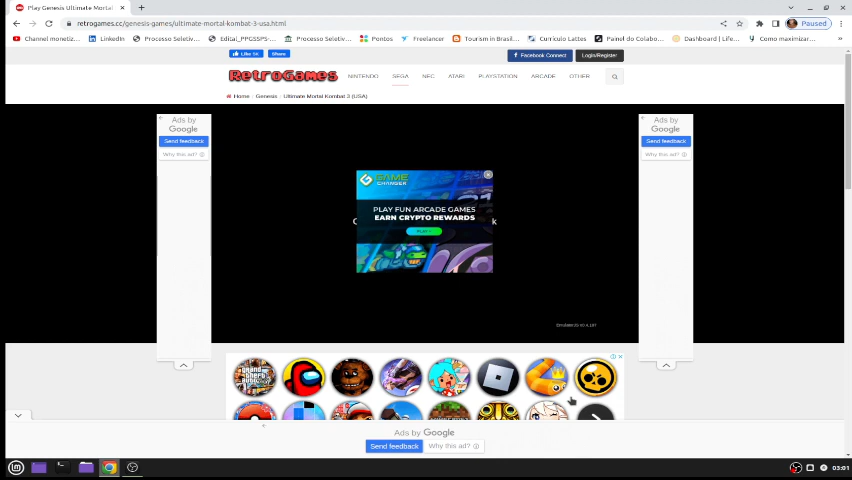 Play Genesis Ultimate Mortal
retrogames.cc/genesis-games/ultimate-mortal-kombat-3-usa.html
Paused
Channel monetiz...
LinkedIn
Processo Seletiv...
Edital_PPGSSPS-...
Processo Seletiv...
Pontos
Freelancer
Tourism in Brasil...
Currículo Lattes
Painel do Colabo...
Dashboard | Life...
Como maximizar...
Like 5K
Share
Facebook Connect
Login/Register
RetroGames
NINTENDO
SEGA
NEC
ATARI
PLAYSTATION
ARCADE
OTHER
Home
Genesis
Ultimate Mortal Kombat 3 (USA)
Ads by
Google
Send feedback
Why this ad?
Ads by
Google
Send feedback
Why this ad?
GAME
CHANGER
PLAY FUN ARCADE GAMES
EARN CRYPTO REWARDS
PLAY
C
k
Ads by Google
Send feedback
Why this ad?
03:01